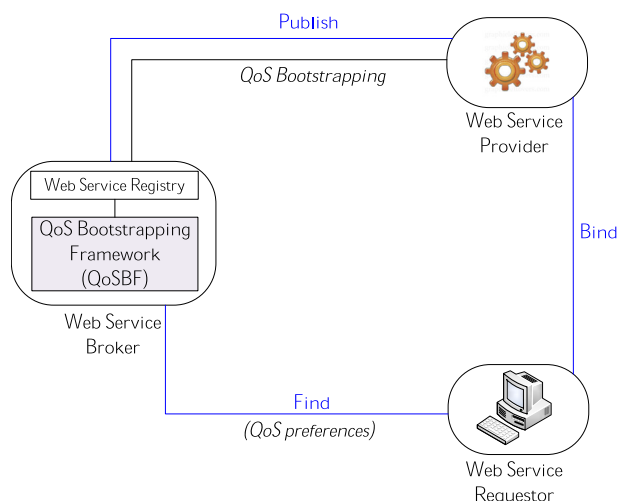 Publish
QoS Bootstrapping
Web Service
Provider
Web Service Registry
QoS Bootstrapping
Framework
(QoSBF)
Bind
Web Service
Broker
Find
(QoS preferences)
Web Service
Requestor